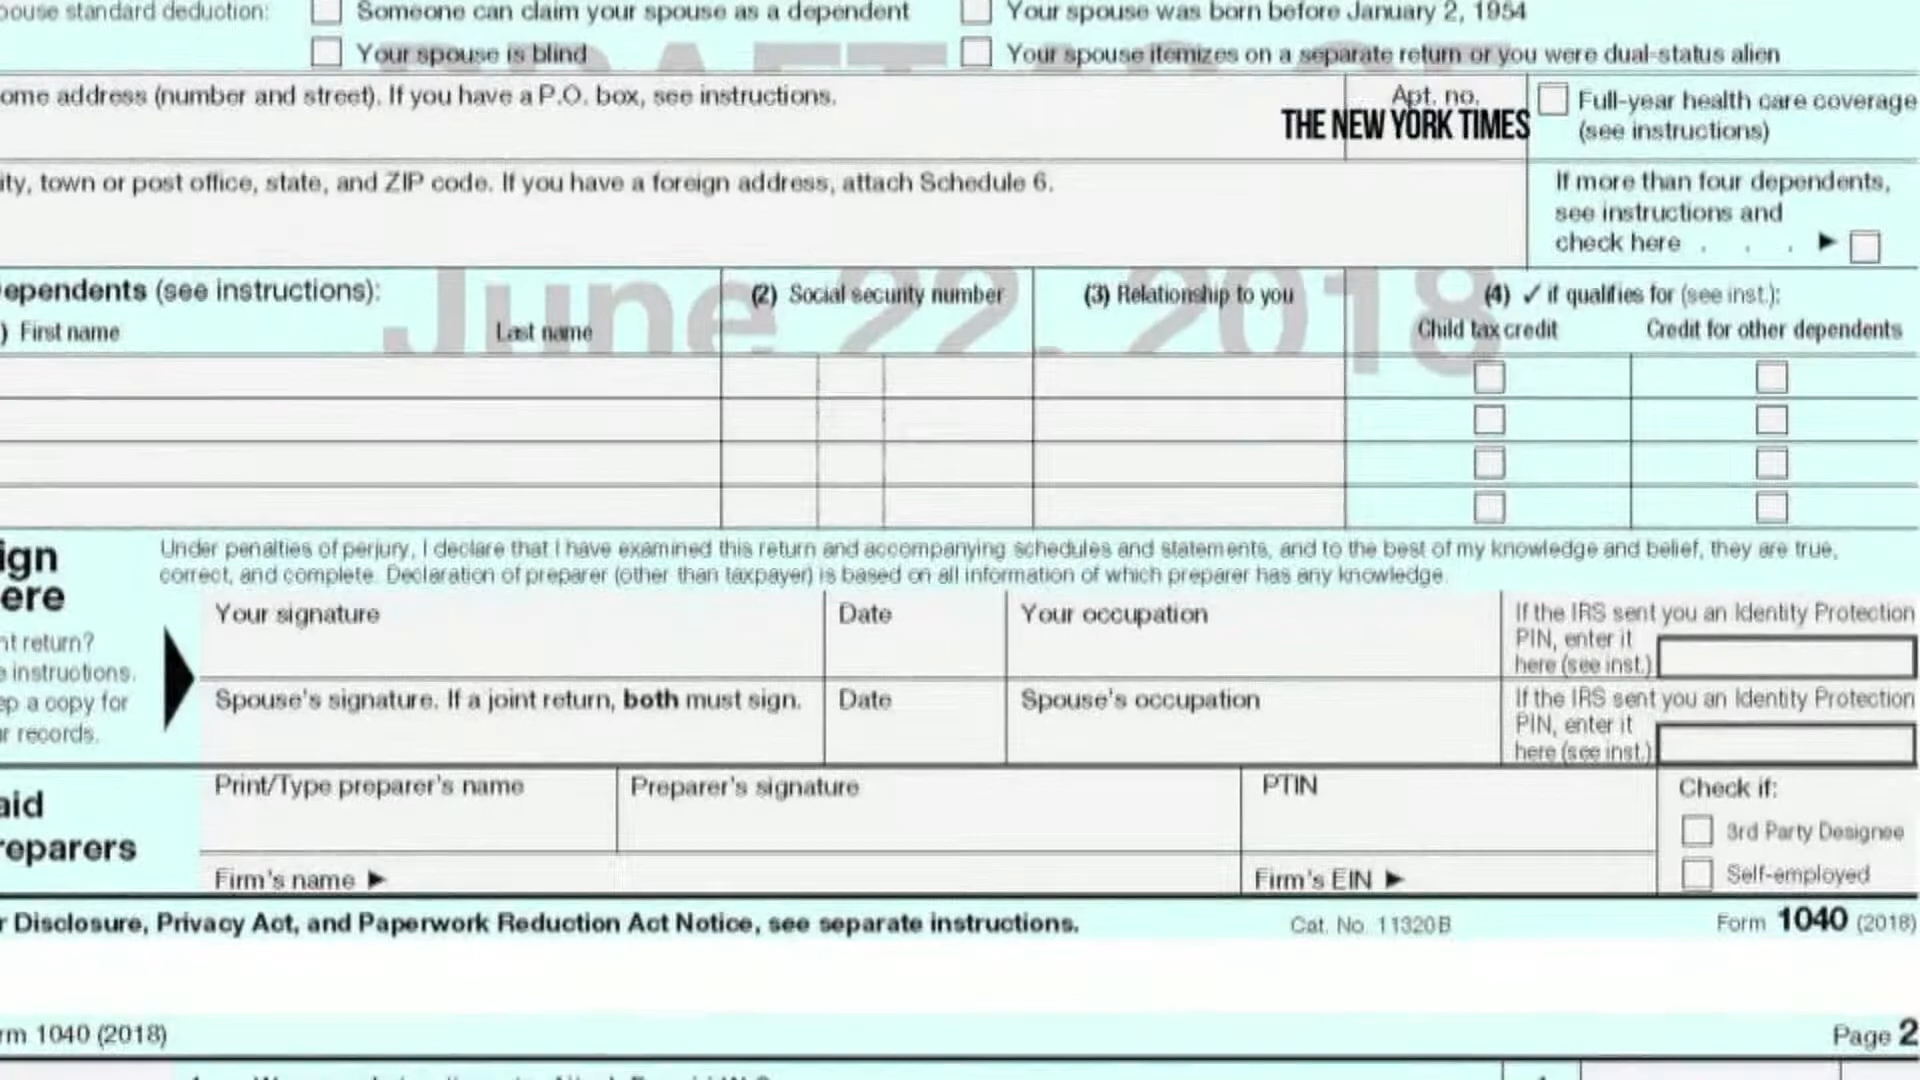 pouse standard deduction:
Someone can claim your spouse as a dependent
Your spouse was born before January 2, 1954
Your spouse is blind
Your spouse itemizes on a separate return or you were dual-status alien
DRAFT
ome address (number and street). If you have a P.O. box, see instructions.
Apt. no.
THE NEW YORK TIMES
Full-year health care coverage
(see instructions)
ity, town or post office, state, and ZIP code. If you have a foreign address, attach Schedule 6.
If more than four dependents,
see instructions and
check here . . . ►
June 22, 2018
ependents (see instructions):
(2) Social security number
(3) Relationship to you
(4) ✓ if qualifies for (see inst.):
) First name
Last name
Child tax credit
Credit for other dependents
ign
ere
Under penalties of perjury, I declare that I have examined this return and accompanying schedules and statements, and to the best of my knowledge and belief, they are true,
correct, and complete. Declaration of preparer (other than taxpayer) is based on all information of which preparer has any knowledge.
nt return?
e instructions.
ep a copy for
ur records.
Your signature
Date
Your occupation
If the IRS sent you an Identity Protection
PIN, enter it
here (see inst.)
Spouse's signature. If a joint return, both must sign.
Date
Spouse's occupation
If the IRS sent you an Identity Protection
PIN, enter it
here (see inst.)
aid
reparers
Print/Type preparer's name
Preparer's signature
PTIN
Check if:
3rd Party Designee
Self-employed
Firm's name ►
Firm's EIN ►
r Disclosure, Privacy Act, and Paperwork Reduction Act Notice, see separate instructions.
Cat. No. 11320B
Form 1040 (2018)
rm 1040 (2018)
Page 2